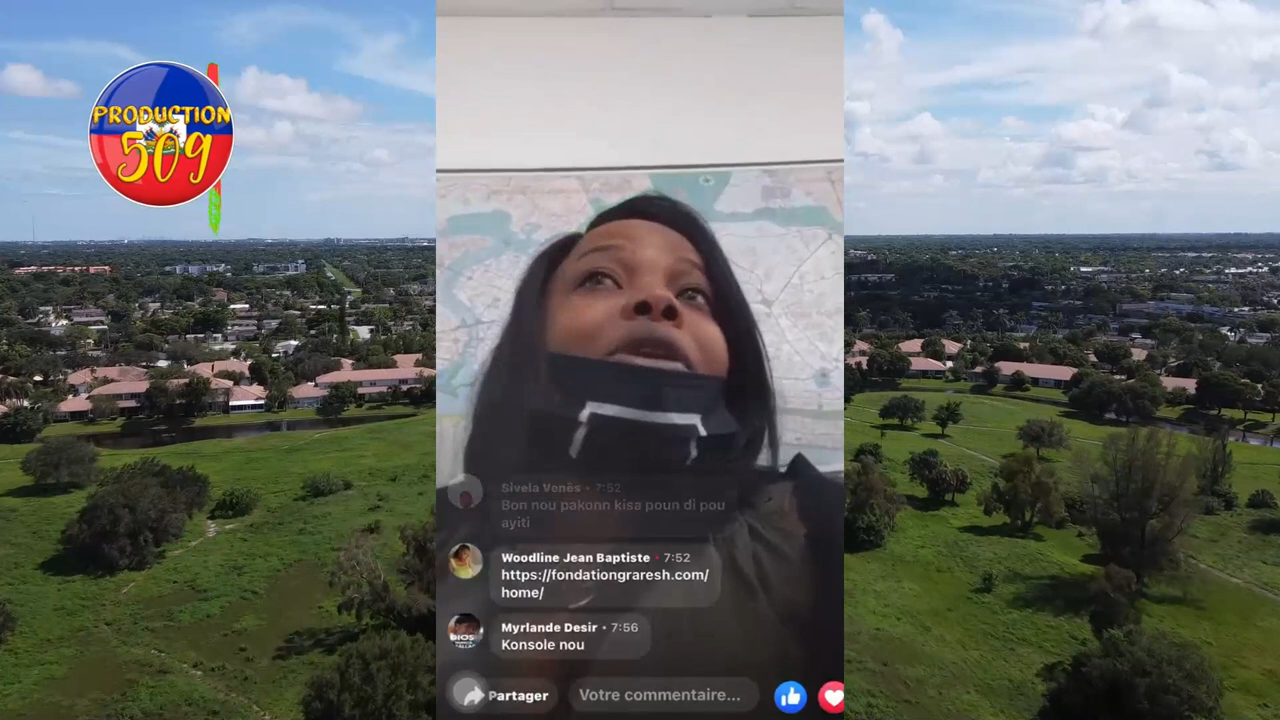 PRODUCTION
509
Sivela Venès • 7:52
Bon nou pakonn kisa poun di pou
ayiti
Woodline Jean Baptiste • 7:52
https://fondationgraresh.com/
home/
Myrlande Desir • 7:56
Konsole nou
Partager
Votre commentaire...